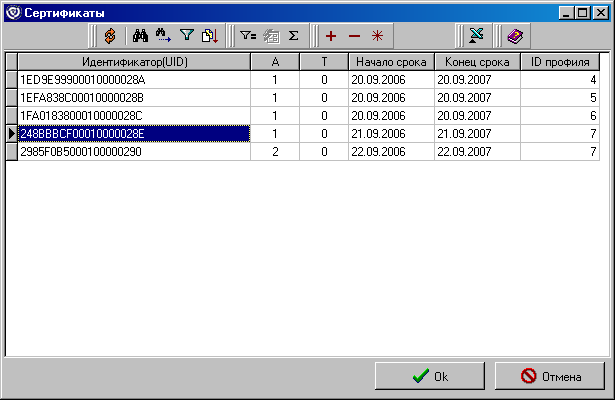 Сертификаты
Идентификатор(UID) A T Начало срока Конец срока ID профиля
1ED9E99900010000028A 1 0 20.09.2006 20.09.2007 4
1EFA838C00010000028B 1 0 20.09.2006 20.09.2007 5
1FA0183800010000028C 1 0 20.09.2006 20.09.2007 6
248BBBCF00010000028E 1 0 21.09.2006 21.09.2007 7
2985F0B5000100000290 2 0 22.09.2006 22.09.2007 7
Ok Отмена